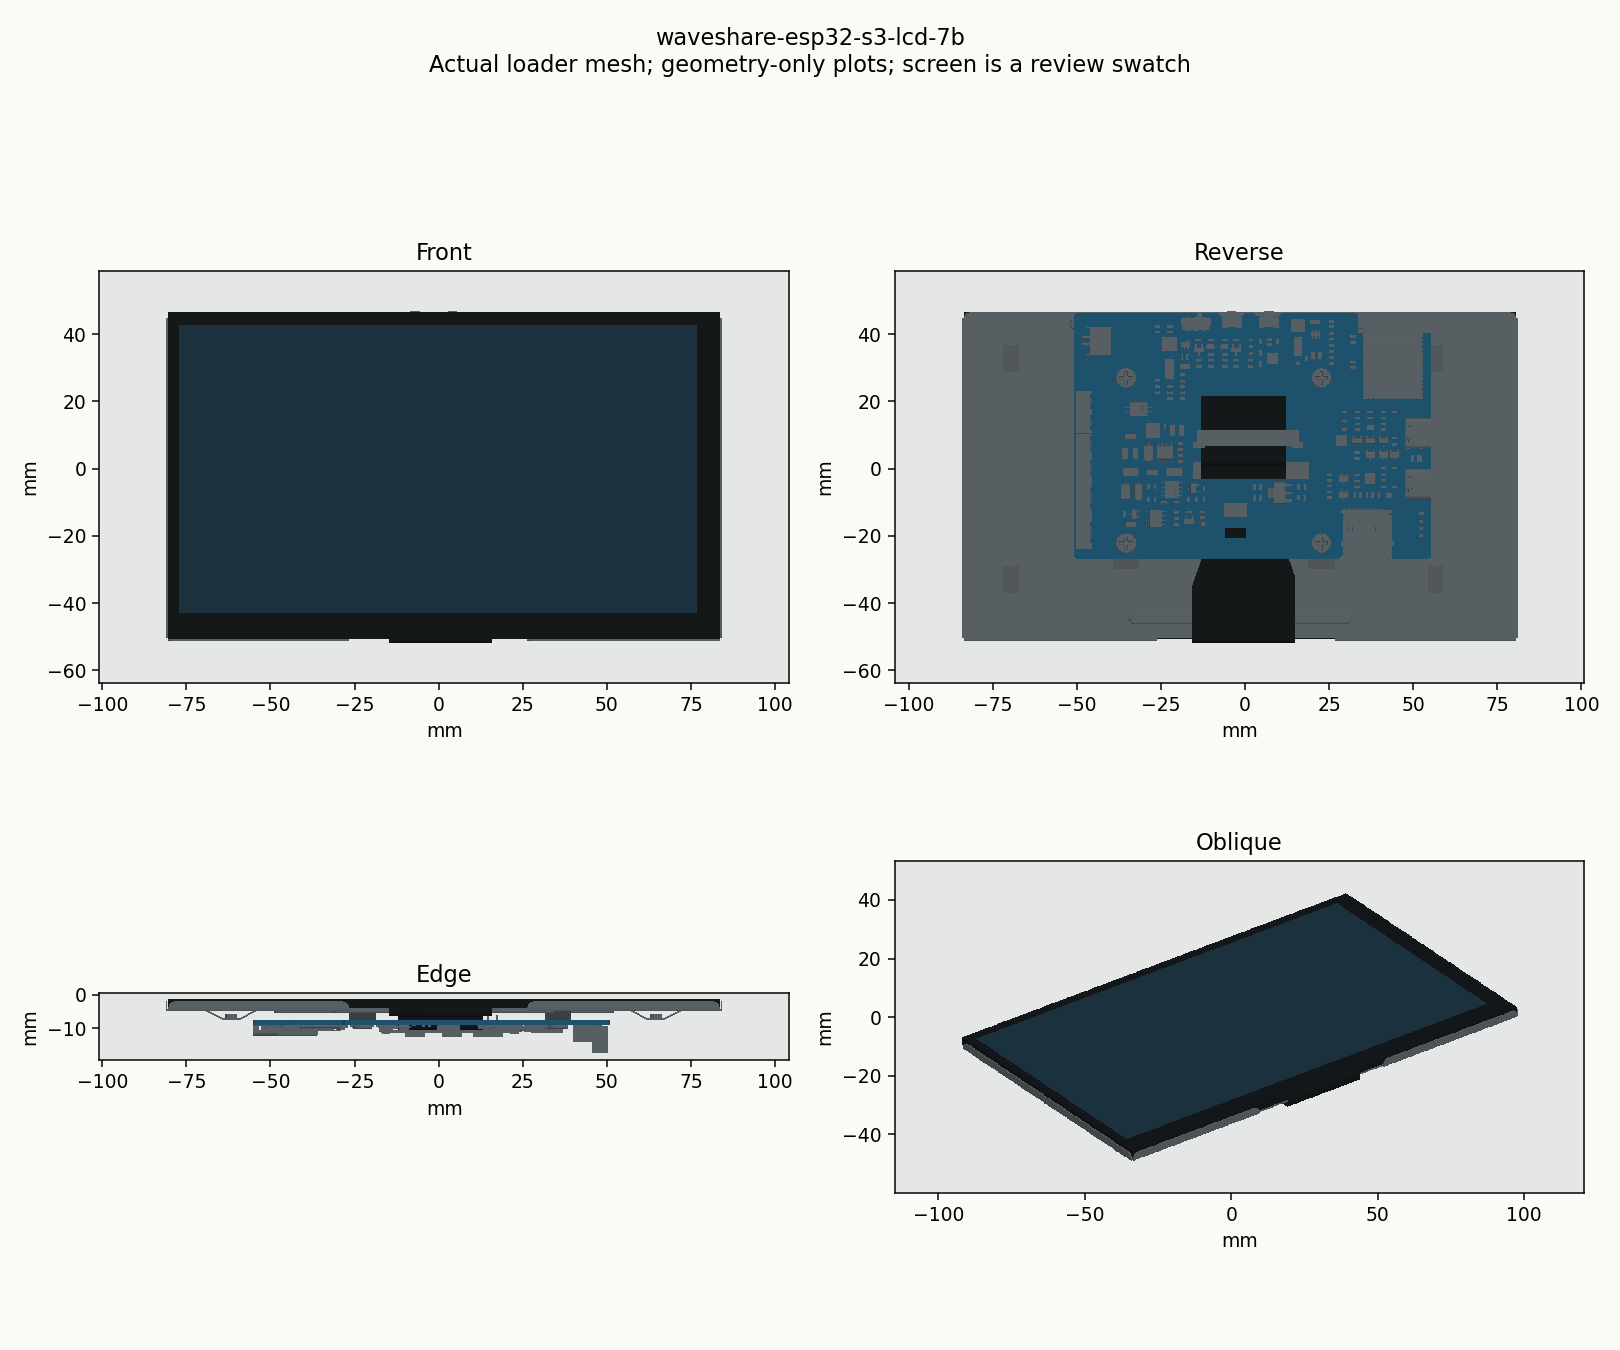 waveshare-esp32-s3-lcd-7b
Actual loader mesh; geometry-only plots; screen is a review swatch
Front
40
20
0
−20
−40
−60
mm
−100 −75 −50 −25 0 25 50 75 100
mm
Reverse
40
20
0
−20
−40
−60
mm
−100 −75 −50 −25 0 25 50 75 100
mm
Edge
0
−10
mm
−100 −75 −50 −25 0 25 50 75 100
mm
Oblique
40
20
0
−20
−40
mm
−100 −50 0 50 100
mm